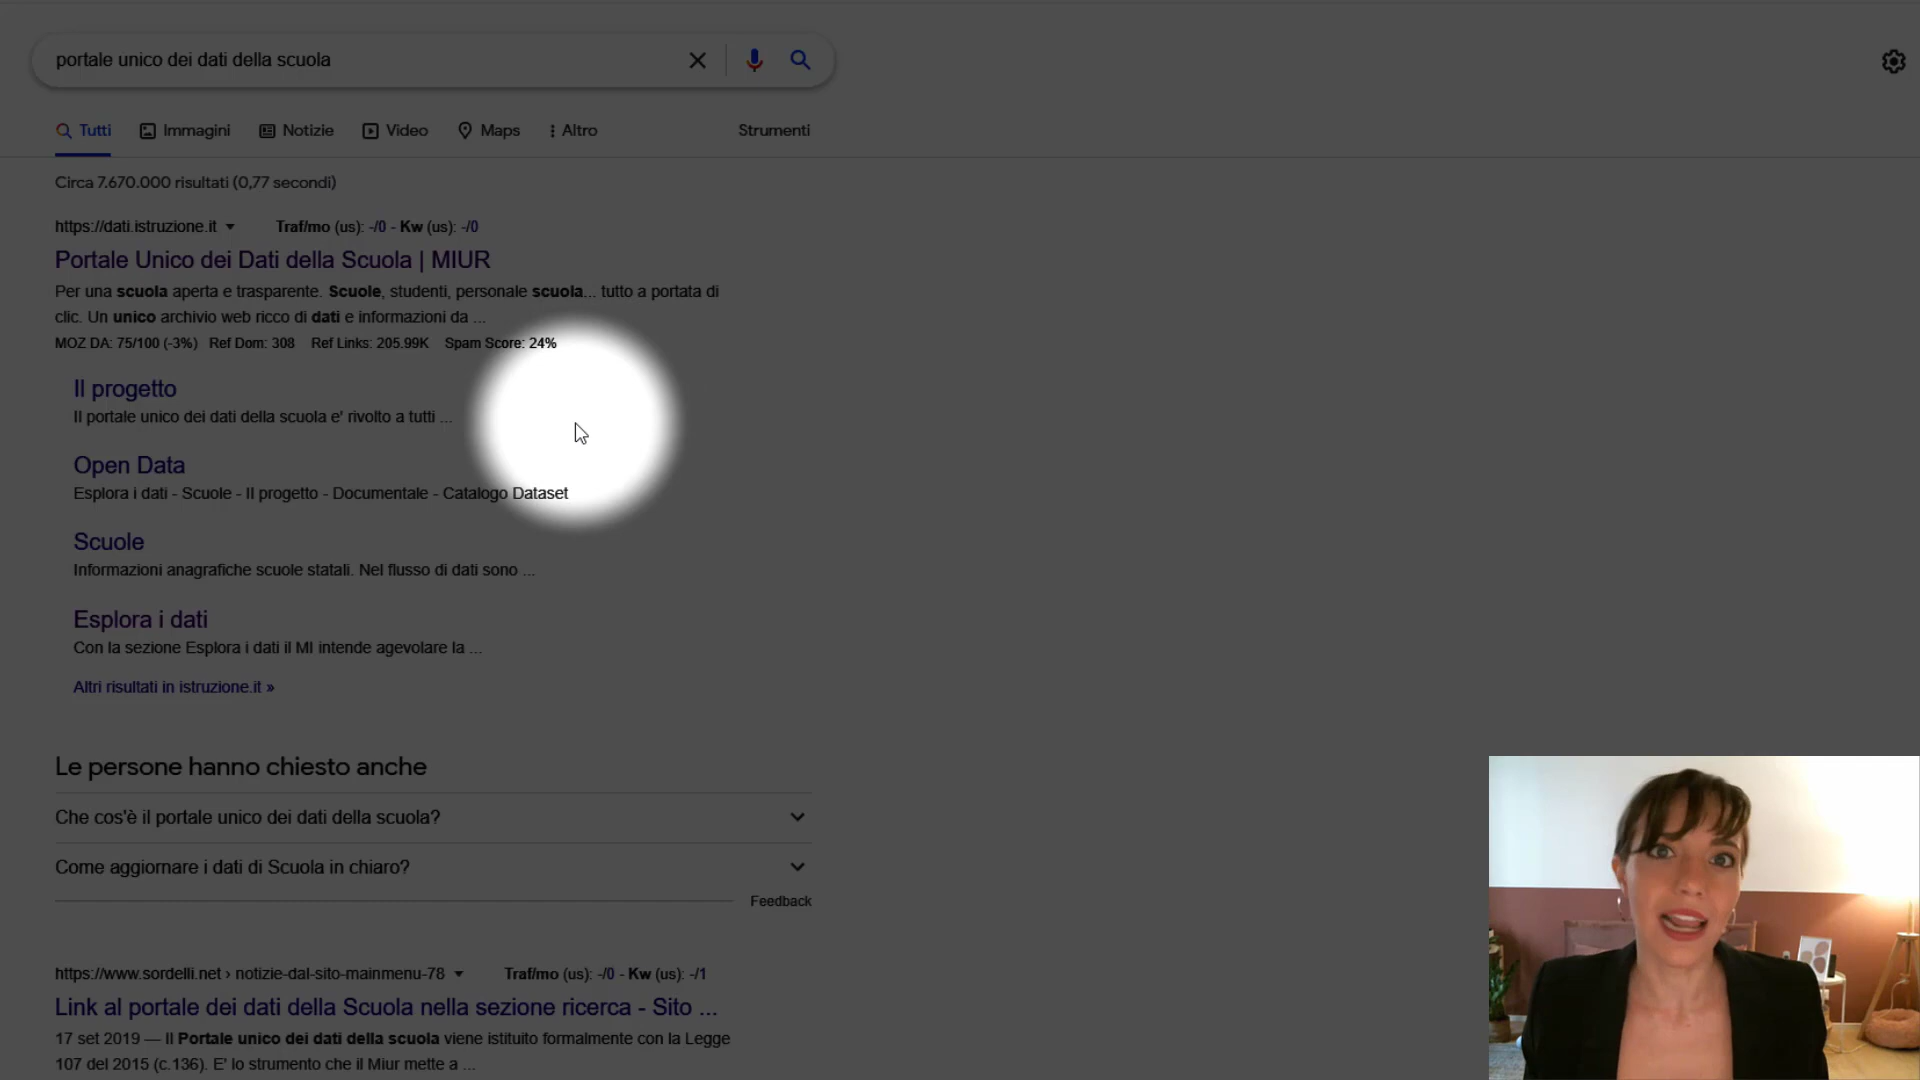 portale unico dei dati della scuola
Tutti
Immagini
Notizie
Video
Maps
Altro
Strumenti
Circa 7.670.000 risultati (0,77 secondi)
https://dati.istruzione.it Traf/mo (us): -/0 - Kw (us): -/0
Portale Unico dei Dati della Scuola | MIUR
Per una scuola aperta e trasparente. Scuole, studenti, personale scuola... tutto a portata di
clic. Un unico archivio web ricco di dati e informazioni da ...
MOZ DA: 75/100 (-3%) Ref Dom: 308 Ref Links: 205.99K Spam Score: 24%
Il progetto
Il portale unico dei dati della scuola e' rivolto a tutti ...
Open Data
Esplora i dati - Scuole - Il progetto - Documentale - Catalogo Dataset
Scuole
Informazioni anagrafiche scuole statali. Nel flusso di dati sono ...
Esplora i dati
Con la sezione Esplora i dati il MI intende agevolare la ...
Altri risultati in istruzione.it »
Le persone hanno chiesto anche
Che cos'è il portale unico dei dati della scuola?
Come aggiornare i dati di Scuola in chiaro?
Feedback
https://www.sordelli.net › notizie-dal-sito-mainmenu-78 Traf/mo (us): -/0 - Kw (us): -/1
Link al portale dei dati della Scuola nella sezione ricerca - Sito ...
17 set 2019 — Il Portale unico dei dati della scuola viene istituito formalmente con la Legge
107 del 2015 (c.136). E' lo strumento che il Miur mette a ...